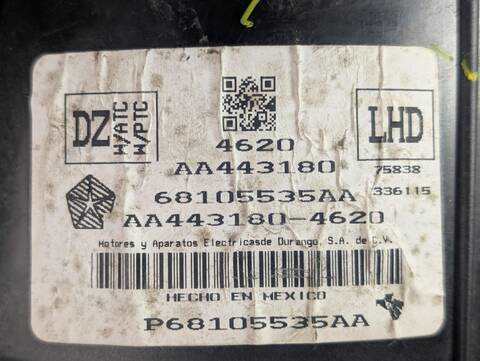 DZ
W/ATC
W/PTC
LHD
4620
AA443180
75838
68105535AA
336115
AA443180-4620
Motores y Aparatos Electricasde Durango. S.A. de C.V.
HECHO EN MEXICO
P68105535AA